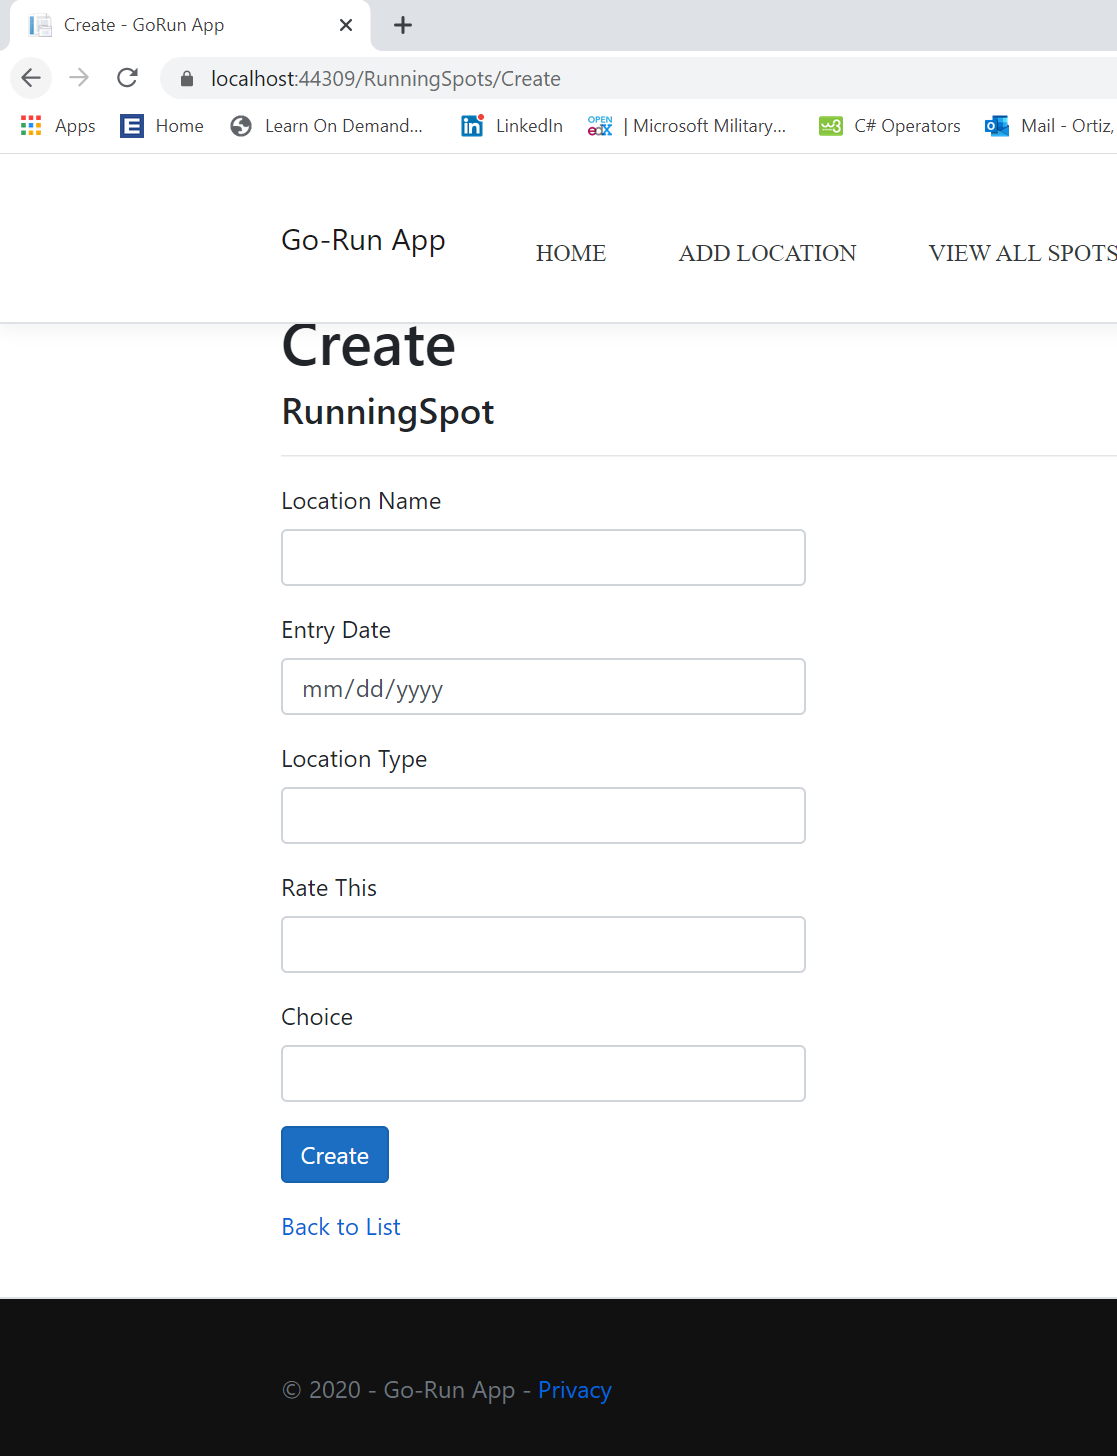 Create - GoRun App
localhost:44309/RunningSpots/Create
Apps Home Learn On Demand... LinkedIn | Microsoft Military... C# Operators Mail - Ortiz,
Go-Run App HOME ADD LOCATION VIEW ALL SPOTS
Create
RunningSpot
Location Name
Entry Date
mm/dd/yyyy
Location Type
Rate This
Choice
Create
Back to List
© 2020 - Go-Run App - Privacy